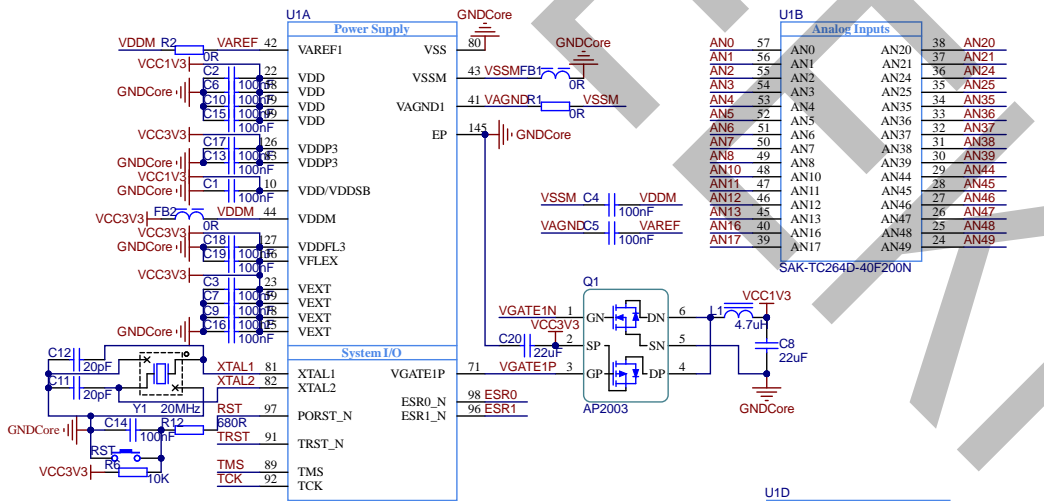 U1A
Power Supply
GNDCore
U1B
Analog Inputs
VDDM R2 VAREF 42 VAREF1 VSS 80
0R
VCC1V3
C2 22 VDD VSSM 43 VSSM FB1 GNDCore
100nF
0R
GNDCore C6 VDD
100nF
C10 VDD VAGND1 41 VAGND R1 VSSM
100nF
0R
C15 VDD
100nF
VCC3V3 EP 145 GNDCore
C17 26 VDDP3
100nF
GNDCore C13 VDDP3
100nF
VCC1V3
GNDCore C1 10 VDD/VDDSB
100nF
VCC3V3 FB2 VDDM 44 VDDM
0R
VCC3V3
C18 27 VDDFL3
100nF
GNDCore C19 VFLEX
100nF
VCC3V3
C3 23 VEXT
100nF
C7 VEXT
100nF
C9 VEXT
100nF
GNDCore C16 VEXT
100nF
VSSM C4 VDDM
100nF
VAGND C5 VAREF
100nF
AN0 57 AN0 AN20 38 AN20
AN1 56 AN1 AN21 37 AN21
AN2 55 AN2 AN24 36 AN24
AN3 54 AN3 AN25 35 AN25
AN4 53 AN4 AN35 34 AN35
AN5 52 AN5 AN36 33 AN36
AN6 51 AN6 AN37 32 AN37
AN7 50 AN7 AN38 31 AN38
AN8 49 AN8 AN39 30 AN39
AN10 48 AN10 AN44 29 AN44
AN11 47 AN11 AN45 28 AN45
AN12 46 AN12 AN46 27 AN46
AN13 45 AN13 AN47 26 AN47
AN16 40 AN16 AN48 25 AN48
AN17 39 AN17 AN49 24 AN49
SAK-TC264D-40F200N
Q1
VGATE1N 1 GN DN 6 L1 VCC1V3
4.7uH
VCC3V3
C20 2 SP SN 5 C8
22uF
22uF
VGATE1P 3 GP DP 4
AP2003
GNDCore
System I/O
C12
20pF
XTAL1 81 XTAL1 VGATE1P 71
C11
20pF
XTAL2 82 XTAL2
Y1 20MHz
ESR0_N 98 ESR0
RST 97 PORST_N ESR1_N 96 ESR1
GNDCore C14 R12 680R
100nF
TRST 91 TRST_N
RST
VCC3V3 R6 TMS 89 TMS
10K
TCK 92 TCK
U1D